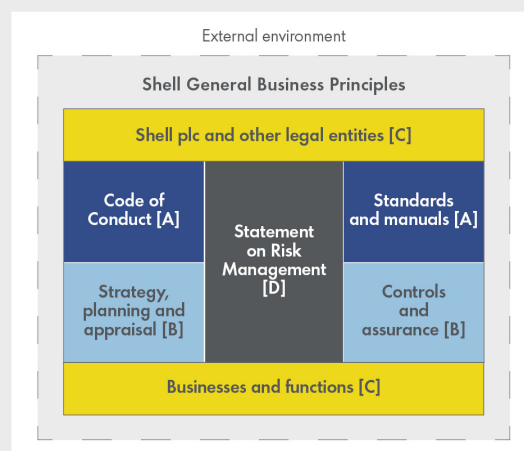 External environment
Shell General Business Principles
Shell plc and other legal entities [C]
Code of
Conduct [A]
Statement
on Risk
Management
[D]
Standards
and manuals [A]
Strategy,
planning and
appraisal [B]
Controls
and
assurance [B]
Businesses and functions [C]